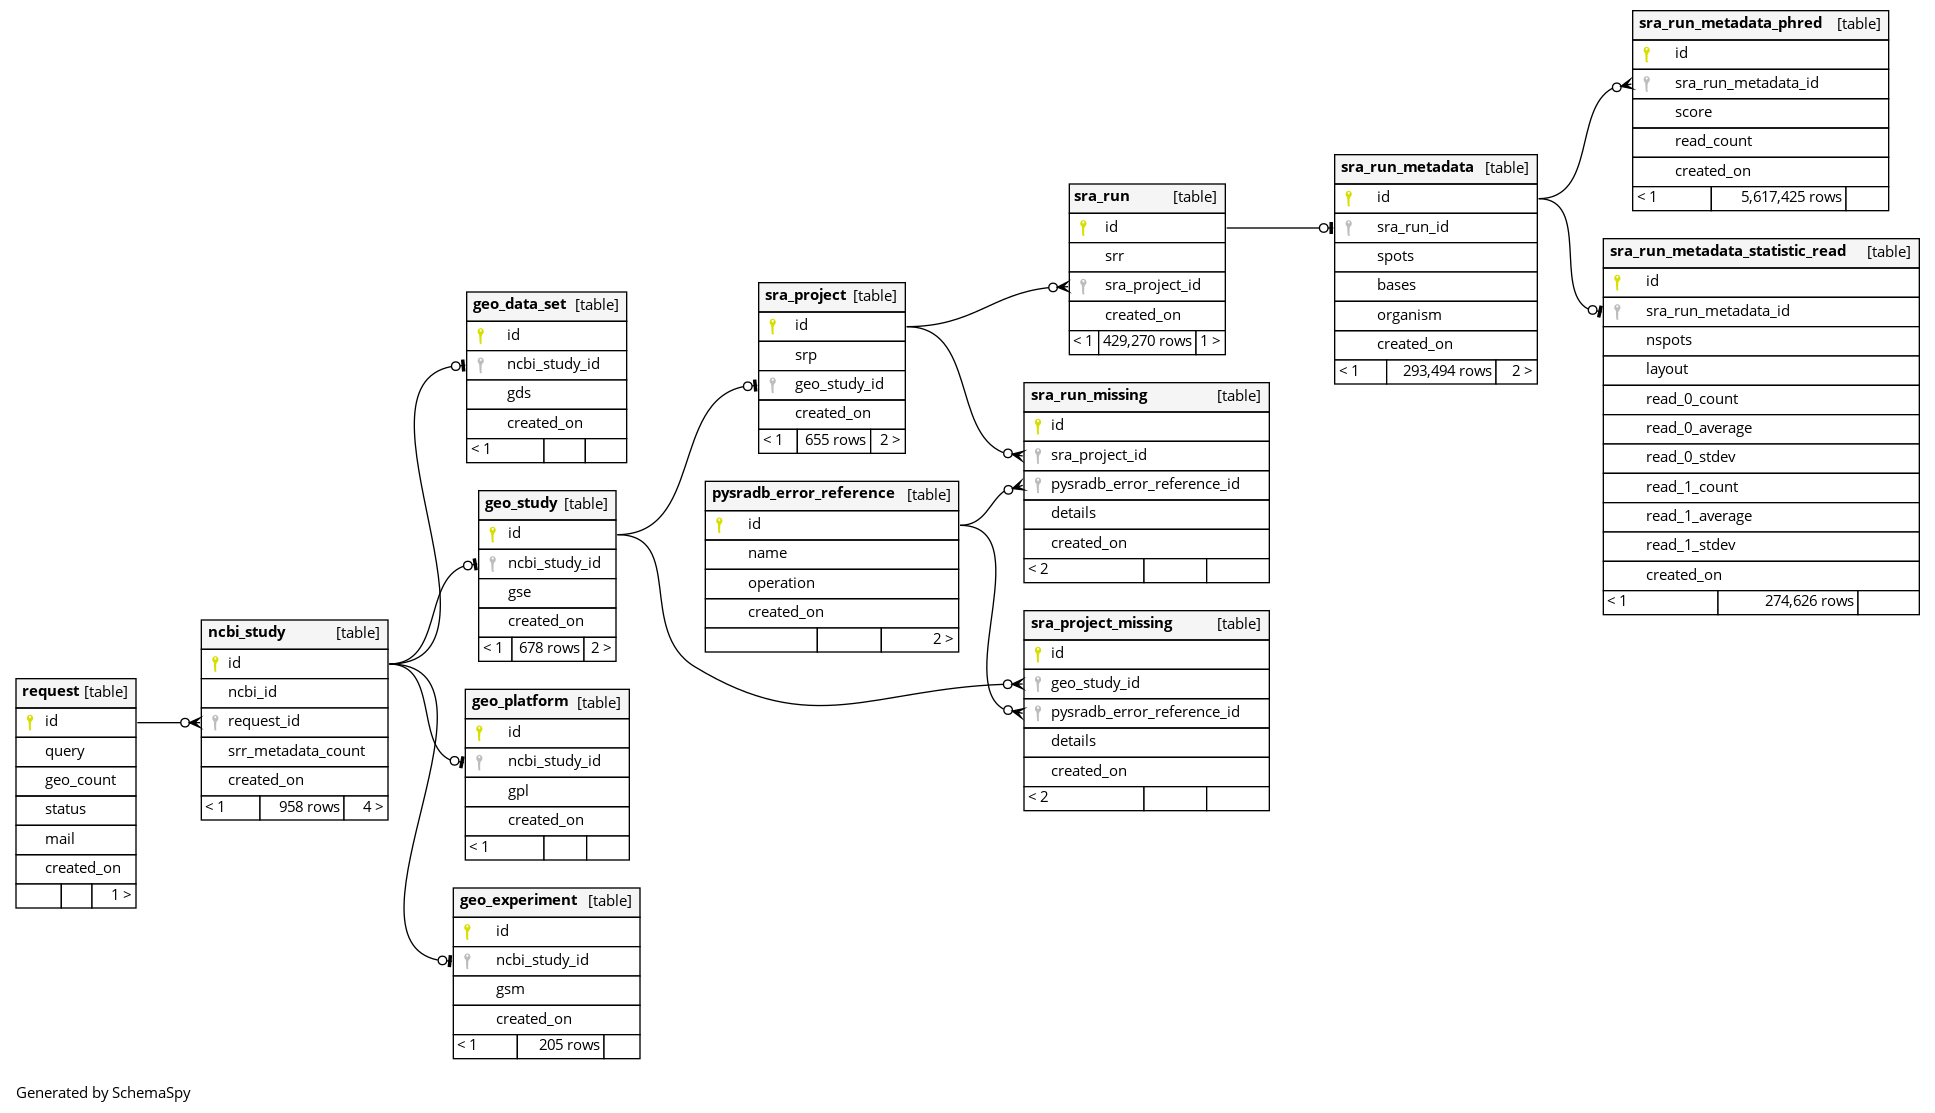 sra_run_metadata_phred [table]
id
sra_run_metadata_id
score
read_count
created_on
< 1 5,617,425 rows
sra_run_metadata [table]
id
sra_run_id
spots
bases
organism
created_on
< 1 293,494 rows 2 >
sra_run [table]
id
srr
sra_project_id
created_on
< 1 429,270 rows 1 >
sra_run_metadata_statistic_read [table]
id
sra_run_metadata_id
nspots
layout
read_0_count
read_0_average
read_0_stdev
read_1_count
read_1_average
read_1_stdev
created_on
< 1 274,626 rows
sra_project [table]
id
srp
geo_study_id
created_on
< 1 655 rows 2 >
geo_data_set [table]
id
ncbi_study_id
gds
created_on
< 1
sra_run_missing [table]
id
sra_project_id
pysradb_error_reference_id
details
created_on
< 2
pysradb_error_reference [table]
id
name
operation
created_on
2 >
geo_study [table]
id
ncbi_study_id
gse
created_on
< 1 678 rows 2 >
sra_project_missing [table]
id
geo_study_id
pysradb_error_reference_id
details
created_on
< 2
ncbi_study [table]
id
ncbi_id
request_id
srr_metadata_count
created_on
< 1 958 rows 4 >
request [table]
id
query
geo_count
status
mail
created_on
1 >
geo_platform [table]
id
ncbi_study_id
gpl
created_on
< 1
geo_experiment [table]
id
ncbi_study_id
gsm
created_on
< 1 205 rows
Generated by SchemaSpy